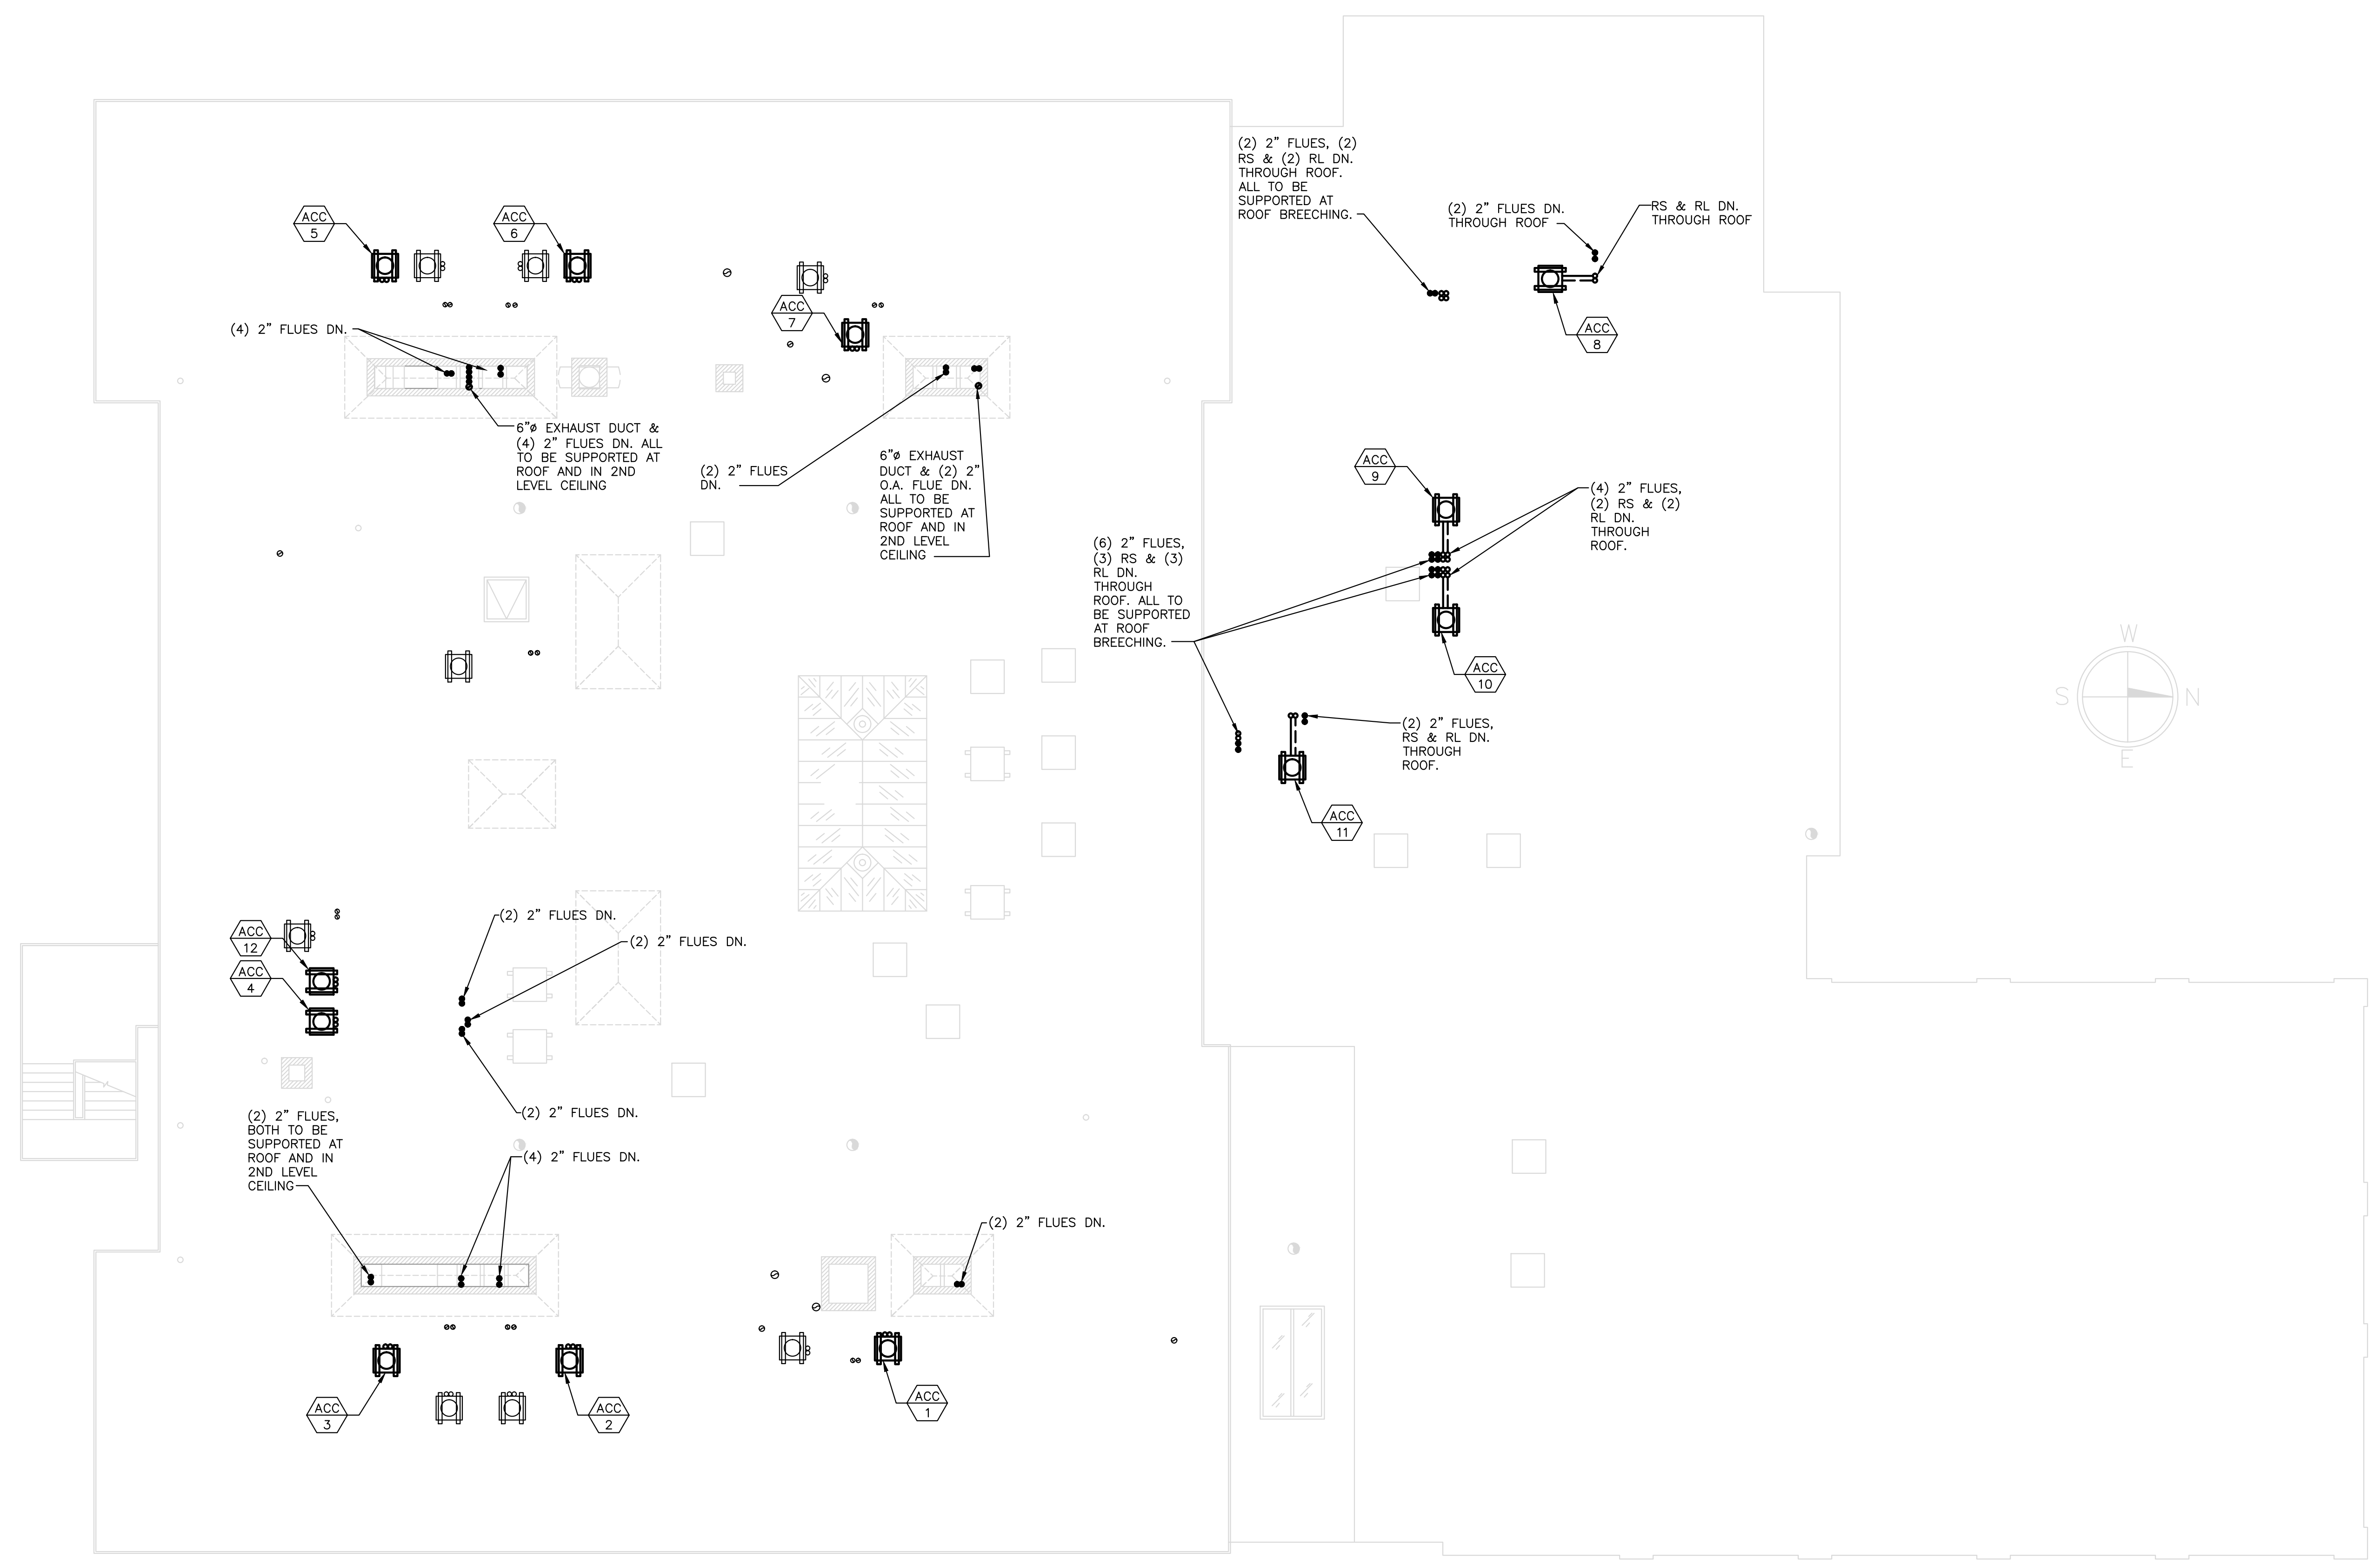 (2) 2" FLUES, (2)
RS & (2) RL DN.
THROUGH ROOF.
ALL TO BE
SUPPORTED AT
ROOF BREECHING.
(2) 2" FLUES DN.
THROUGH ROOF
RS & RL DN.
THROUGH ROOF
ACC
5
ACC
6
ACC
7
ACC
8
(4) 2" FLUES DN.
6"ø EXHAUST DUCT &
(4) 2" FLUES DN. ALL
TO BE SUPPORTED AT
ROOF AND IN 2ND
LEVEL CEILING
(2) 2" FLUES
DN.
6"ø EXHAUST
DUCT & (2) 2"
O.A. FLUE DN.
ALL TO BE
SUPPORTED AT
ROOF AND IN
2ND LEVEL
CEILING
ACC
9
(4) 2" FLUES,
(2) RS & (2)
RL DN.
THROUGH
ROOF.
(6) 2" FLUES,
(3) RS & (3)
RL DN.
THROUGH
ROOF. ALL TO
BE SUPPORTED
AT ROOF
BREECHING.
ACC
10
W
S
N
E
(2) 2" FLUES,
RS & RL DN.
THROUGH
ROOF.
ACC
11
ACC
12
ACC
4
(2) 2" FLUES DN.
(2) 2" FLUES DN.
(2) 2" FLUES DN.
(2) 2" FLUES,
BOTH TO BE
SUPPORTED AT
ROOF AND IN
2ND LEVEL
CEILING
(4) 2" FLUES DN.
(2) 2" FLUES DN.
ACC
3
ACC
2
ACC
1